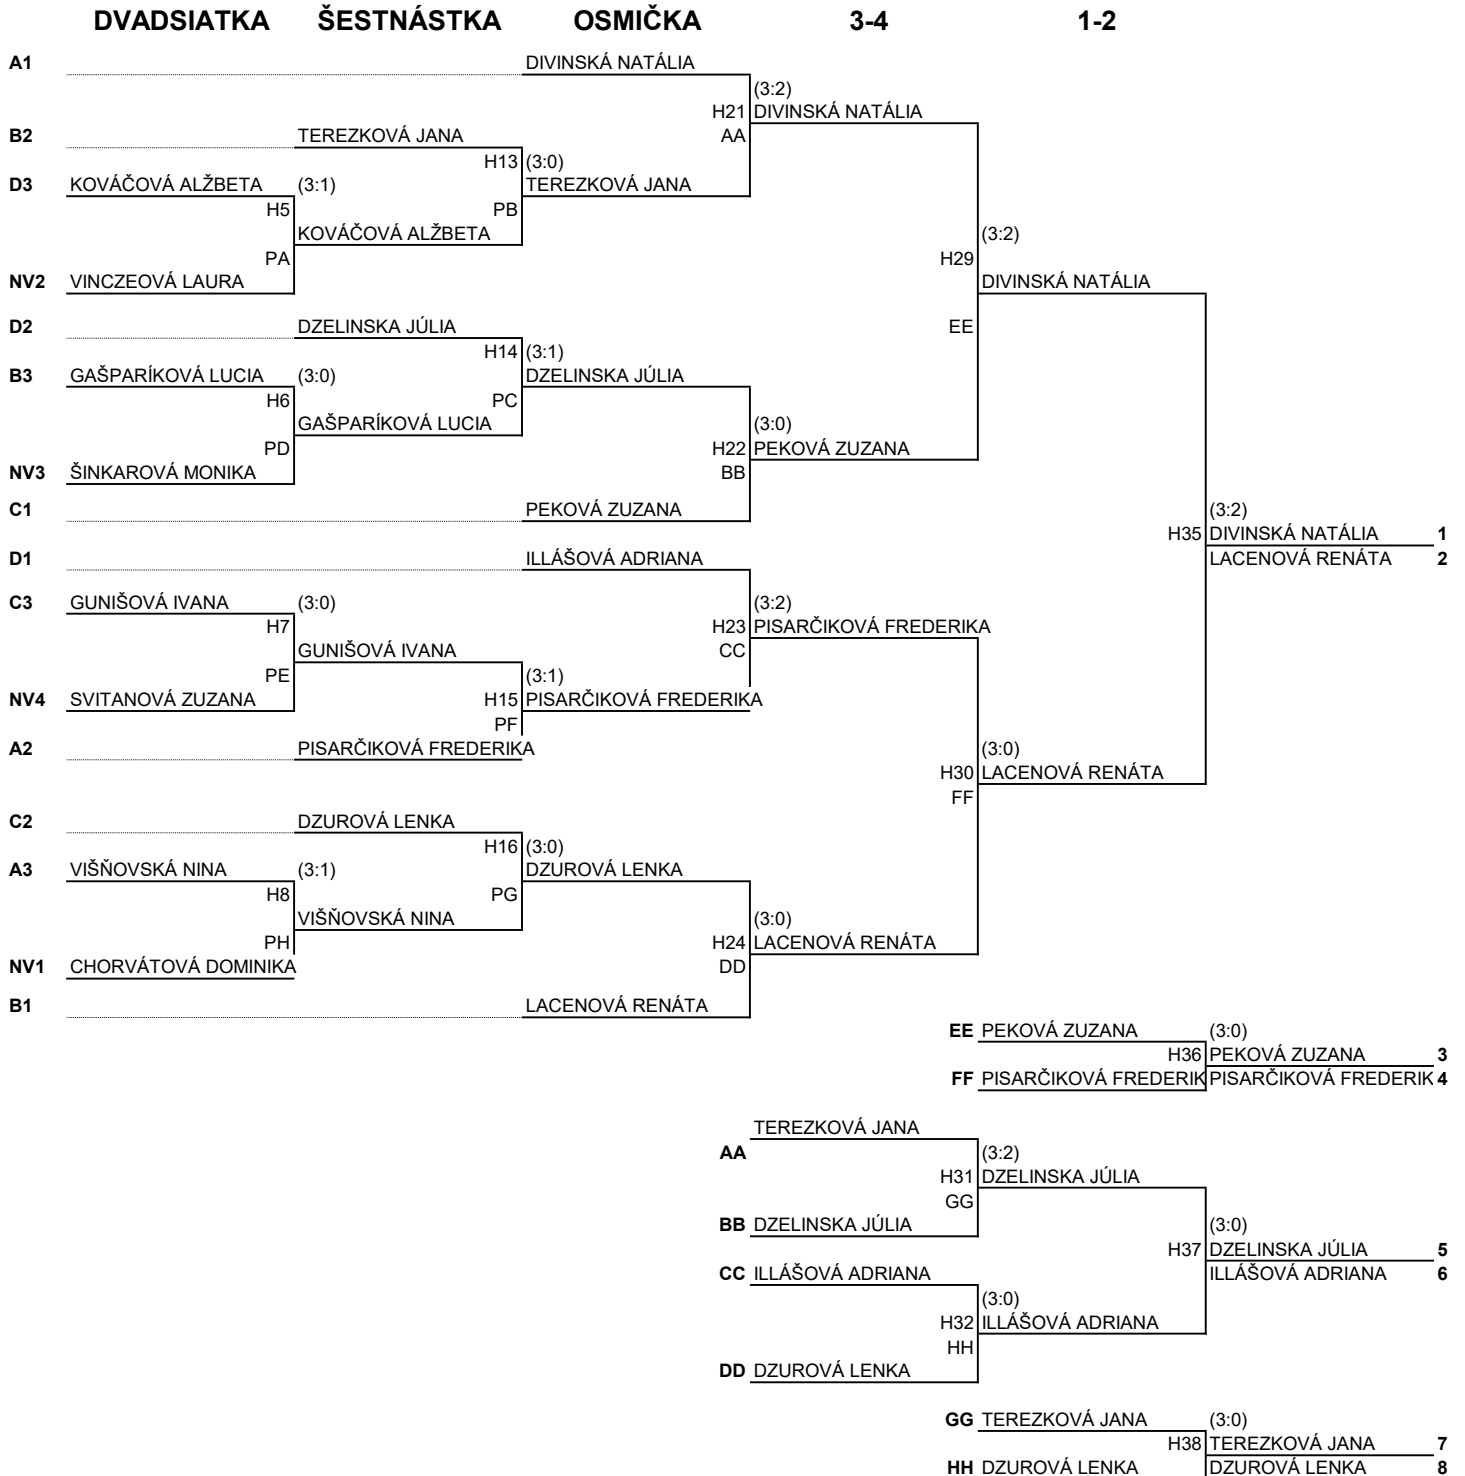 DVADSIATKA ŠESTNÁSTKA OSMIČKA 3-4 1-2
A1 DIVINSKÁ NATÁLIA
(3:2)
H21 DIVINSKÁ NATÁLIA
B2 TEREZKOVÁ JANA AA
H13 (3:0)
D3 KOVÁČOVÁ ALŽBETA (3:1) TEREZKOVÁ JANA
H5 PB
KOVÁČOVÁ ALŽBETA (3:2)
PA H29
NV2 VINCZEOVÁ LAURA DIVINSKÁ NATÁLIA
D2 DZELINSKA JÚLIA EE
H14 (3:1)
B3 GAŠPARÍKOVÁ LUCIA (3:0) DZELINSKA JÚLIA
H6 PC
GAŠPARÍKOVÁ LUCIA (3:0)
PD H22 PEKOVÁ ZUZANA
NV3 ŠINKAROVÁ MONIKA BB
C1 PEKOVÁ ZUZANA (3:2)
H35 DIVINSKÁ NATÁLIA 1
D1 ILLÁŠOVÁ ADRIANA LACENOVÁ RENÁTA 2
C3 GUNIŠOVÁ IVANA (3:0) (3:2)
H7 H23 PISARČIKOVÁ FREDERIKA
GUNIŠOVÁ IVANA CC
PE (3:1)
NV4 SVITANOVÁ ZUZANA H15 PISARČIKOVÁ FREDERIKA
PF
A2 PISARČIKOVÁ FREDERIKA (3:0)
H30 LACENOVÁ RENÁTA
FF
C2 DZUROVÁ LENKA
H16 (3:0)
A3 VIŠŇOVSKÁ NINA (3:1) DZUROVÁ LENKA
H8 PG
VIŠŇOVSKÁ NINA (3:0)
PH H24 LACENOVÁ RENÁTA
NV1 CHORVÁTOVÁ DOMINIKA DD
B1 LACENOVÁ RENÁTA
EE PEKOVÁ ZUZANA (3:0)
H36 PEKOVÁ ZUZANA 3
FF PISARČIKOVÁ FREDERIK PISARČIKOVÁ FREDERIK 4
TEREZKOVÁ JANA
AA (3:2)
H31 DZELINSKA JÚLIA
GG
BB DZELINSKA JÚLIA (3:0)
H37 DZELINSKA JÚLIA 5
CC ILLÁŠOVÁ ADRIANA ILLÁŠOVÁ ADRIANA 6
(3:0)
H32 ILLÁŠOVÁ ADRIANA
HH
DD DZUROVÁ LENKA
GG TEREZKOVÁ JANA (3:0)
H38 TEREZKOVÁ JANA 7
HH DZUROVÁ LENKA DZUROVÁ LENKA 8